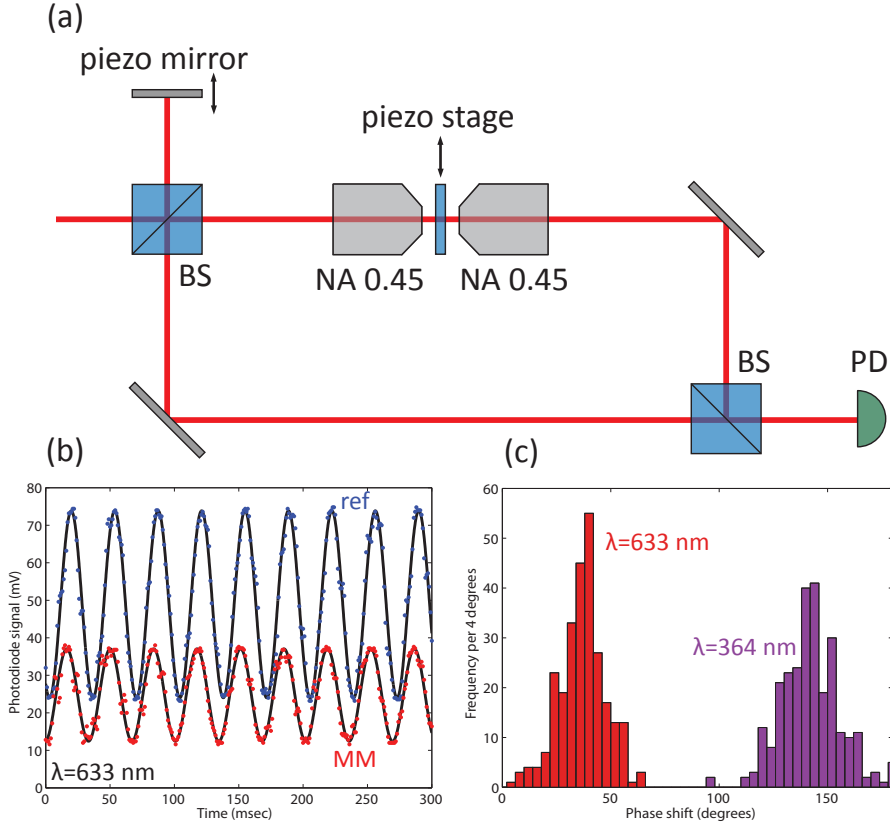 (a)
piezo mirror
piezo stage
BS
NA 0.45
NA 0.45
BS
PD
(b)
80
70
60
50
40
30
20
10
0
Photodiode signal (mV)
ref
MM
λ=633 nm
0
50
100
150
200
250
300
Time (msec)
(c)
60
50
40
30
20
10
0
Frequency per 4 degrees
λ=633 nm
λ=364 nm
0
50
100
150
Phase shift (degrees)